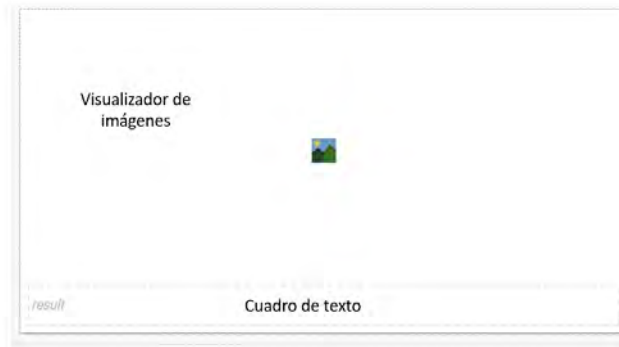 Visualizador de
imágenes
result
Cuadro de texto